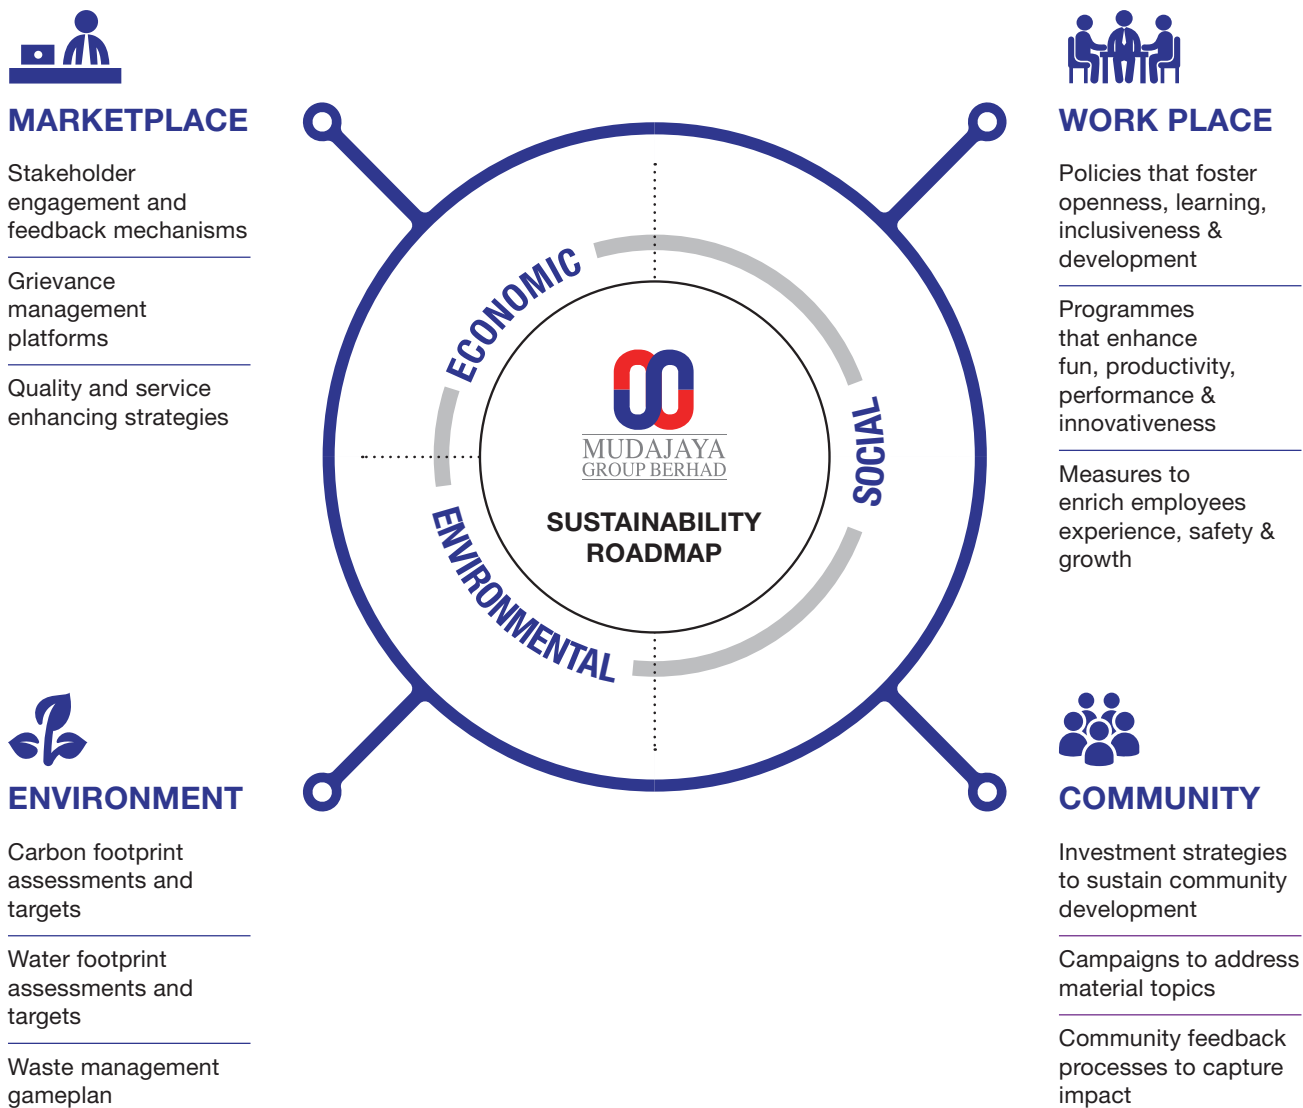 MARKETPLACE
Stakeholder
engagement and
feedback mechanisms
Grievance
management
platforms
Quality and service
enhancing strategies
WORK PLACE
Policies that foster
openness, learning,
inclusiveness &
development
Programmes
that enhance
fun, productivity,
performance &
innovativeness
Measures to
enrich employees
experience, safety &
growth
ECONOMIC
SOCIAL
ENVIRONMENTAL
MUDAJAYA
GROUP BERHAD
SUSTAINABILITY
ROADMAP
ENVIRONMENT
Carbon footprint
assessments and
targets
Water footprint
assessments and
targets
Waste management
gameplan
COMMUNITY
Investment strategies
to sustain community
development
Campaigns to address
material topics
Community feedback
processes to capture
impact